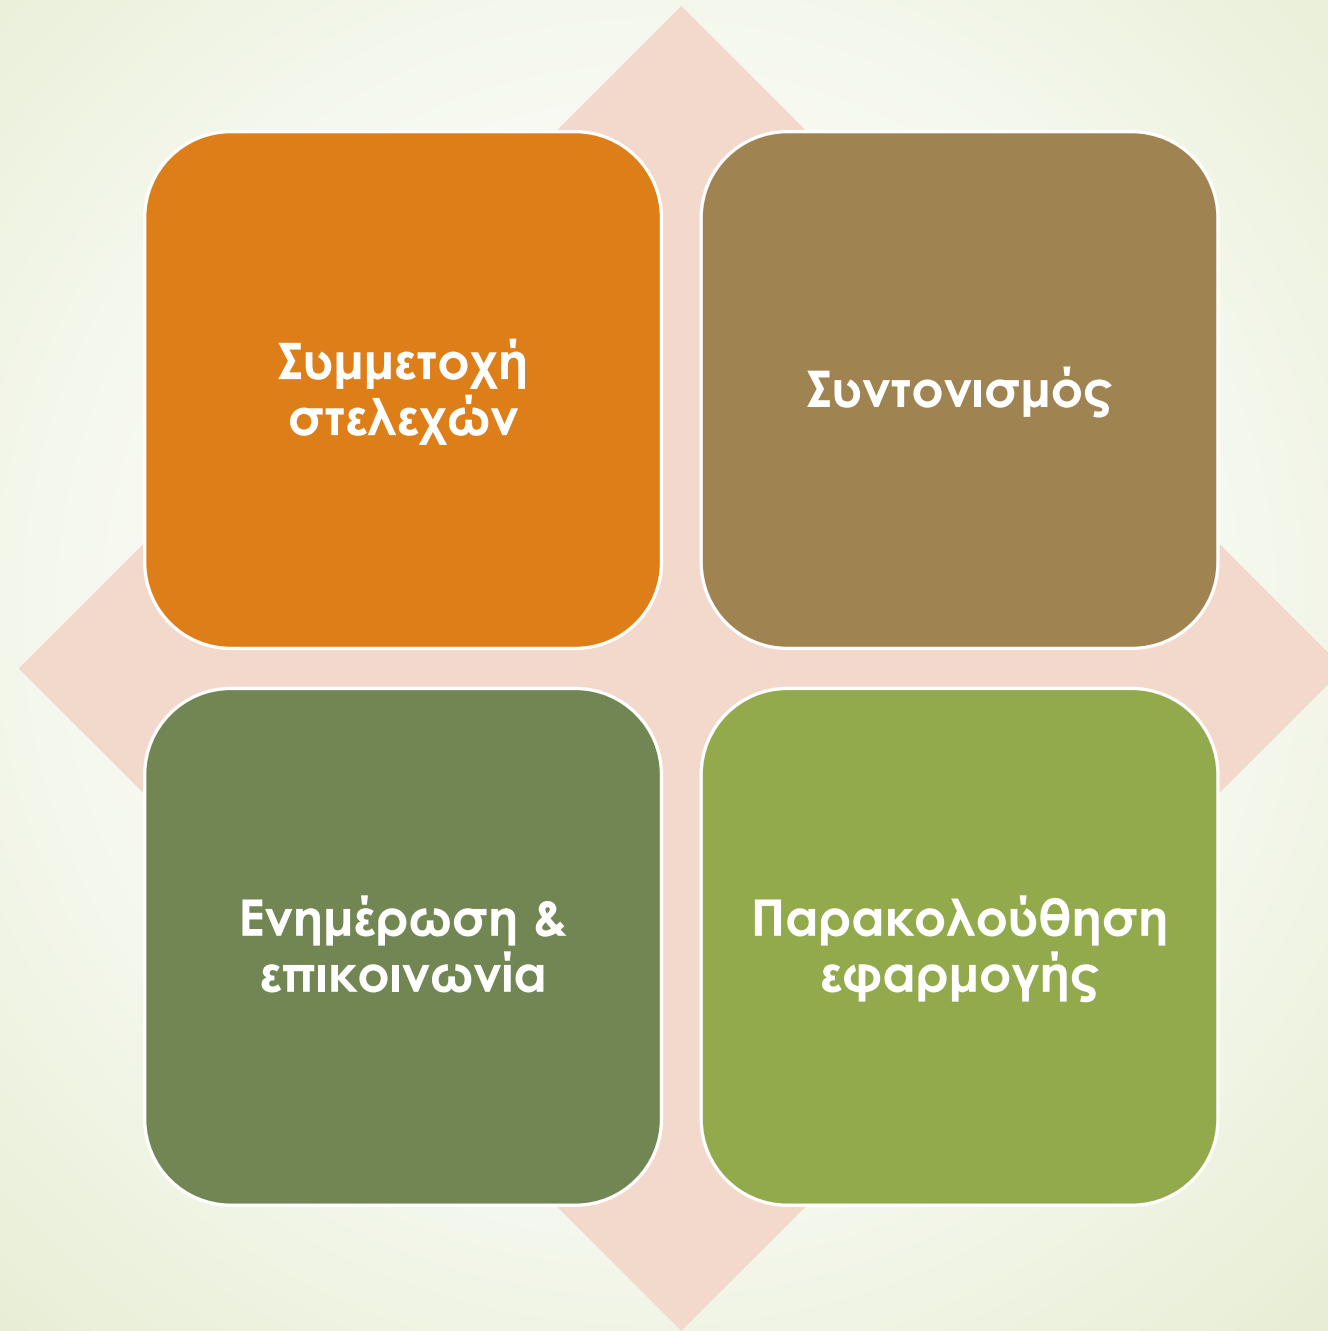 Συμμετοχή
στελεχών
Συντονισμός
Ενημέρωση &
επικοινωνία
Παρακολούθηση
εφαρμογής